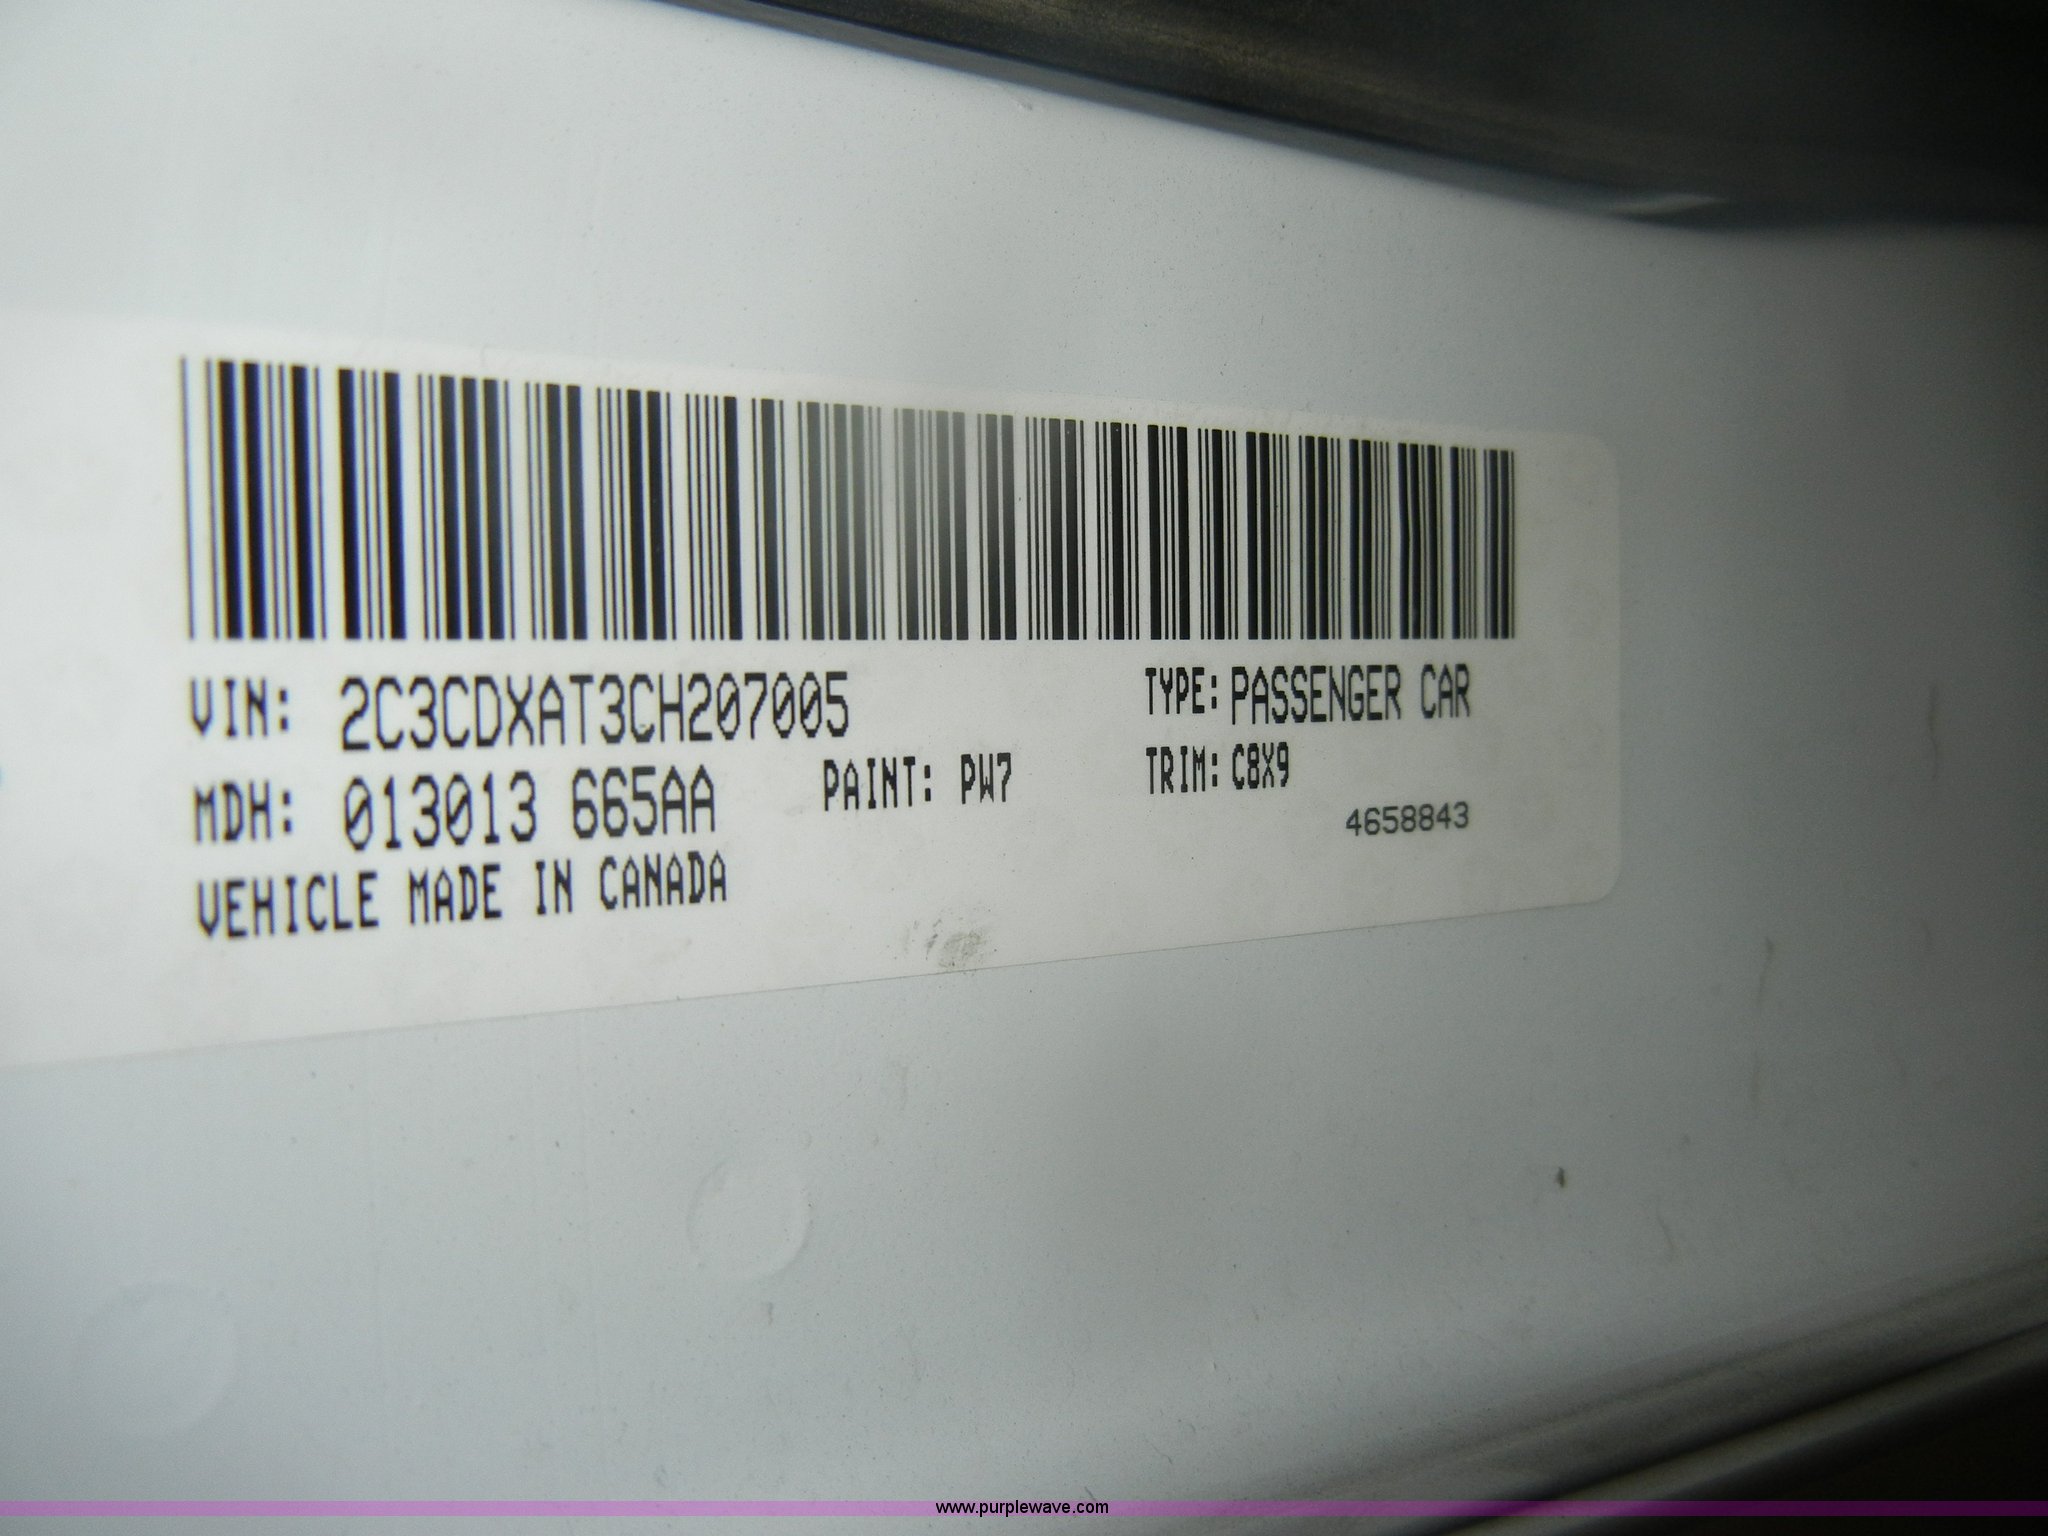 VIN: 2C3CDXAT3CH207005 TYPE: PASSENGER CAR
MDH: 013013 665AA PAINT: PW7 TRIM: C8X9
4658843
VEHICLE MADE IN CANADA
www.purplewave.com